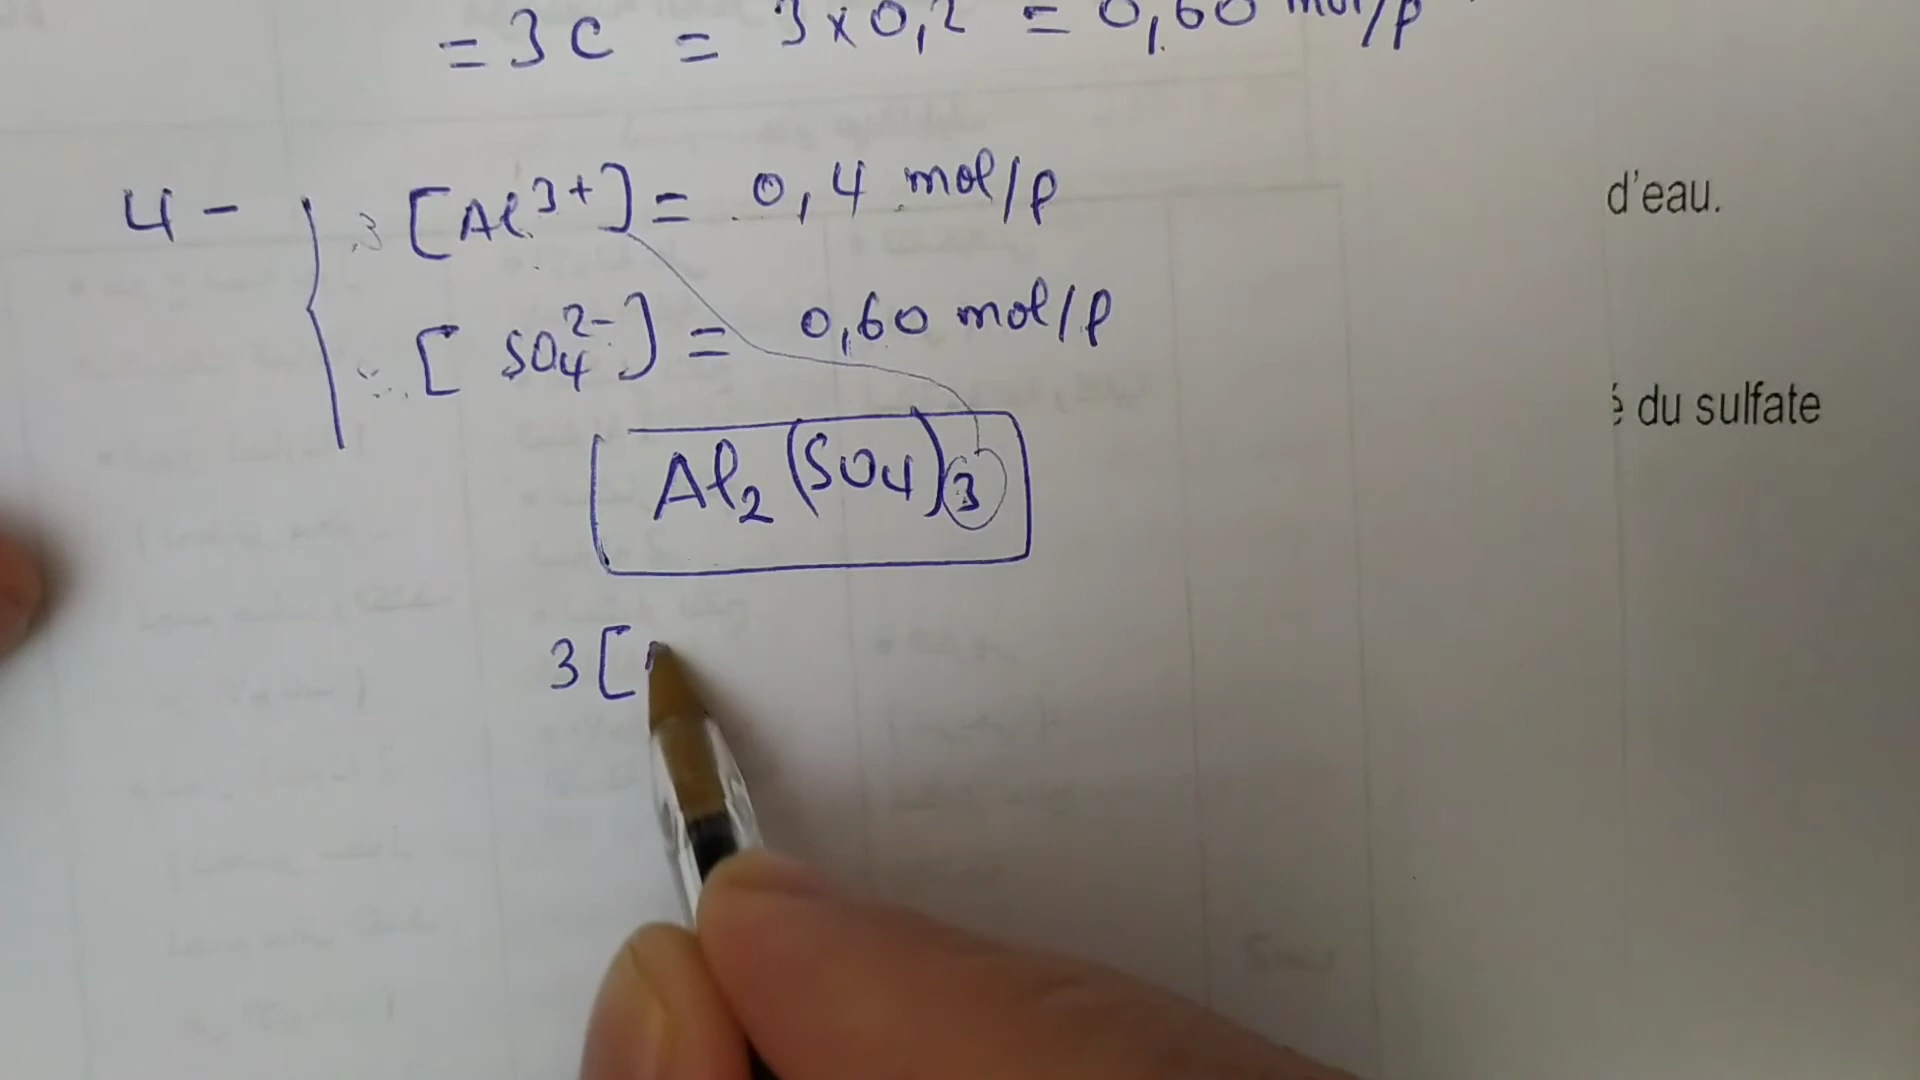 = 3 C = 3 x 0,2 = 0,60 mol/l
4 - [Al³⁺] = 0,4 mol/l
d'eau.
[SO₄²⁻] = 0,60 mol/l
du sulfate
Al₂(SO₄)₃
3 [